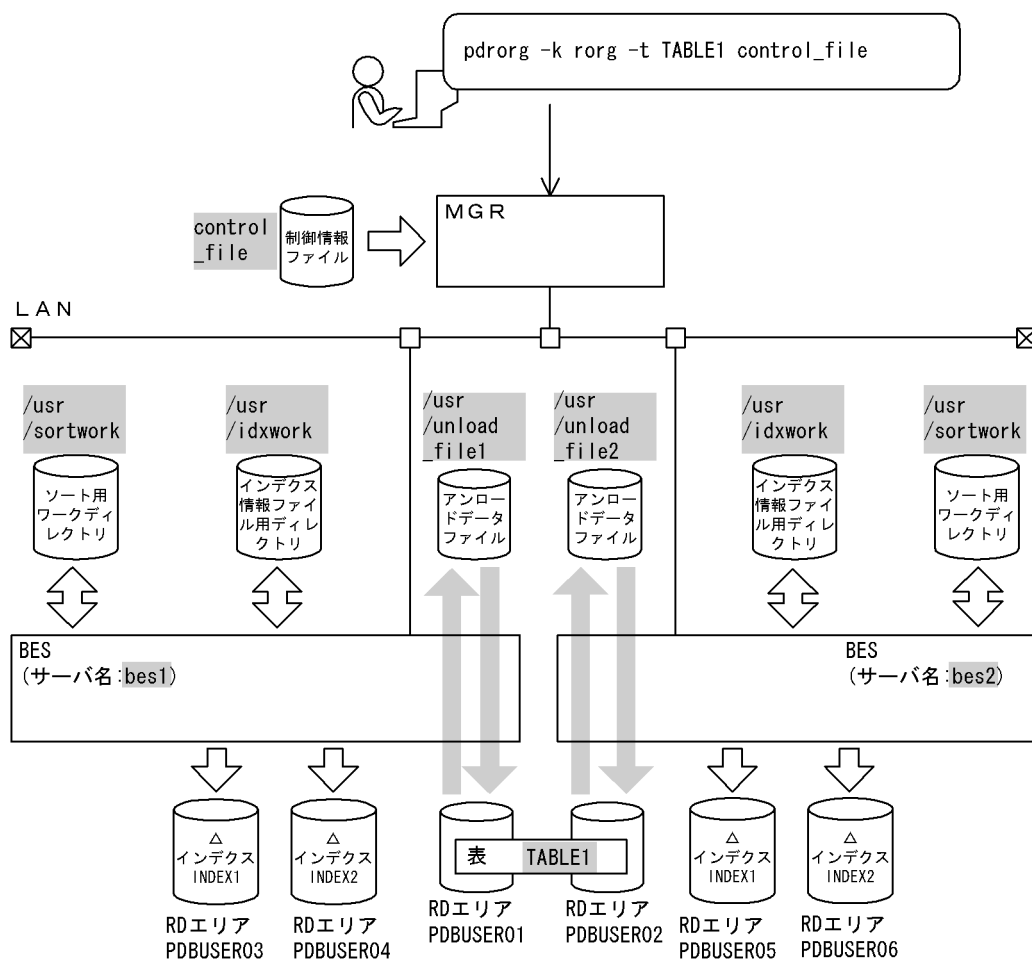 pdrorg -k rorg -t TABLE1 control_file
MGR
control
_file
制御情報
ファイル
LAN
/usr
/sortwork
/usr
/idxwork
/usr
/unload
_file1
/usr
/unload
_file2
/usr
/idxwork
/usr
/sortwork
ソート用
ワークディ
レクトリ
インデクス
情報ファイ
ル用ディレ
クトリ
アンロー
ドデータ
ファイル
アンロー
ドデータ
ファイル
インデクス
情報ファイ
ル用ディレ
クトリ
ソート用
ワークディ
レクトリ
BES
(サーバ名:bes1)
BES
(サーバ名:bes2)
△
インデクス
INDEX1
△
インデクス
INDEX2
表 TABLE1
△
インデクス
INDEX1
△
インデクス
INDEX2
RDエリア
PDBUSER03
RDエリア
PDBUSER04
RDエリア
PDBUSER01
RDエリア
PDBUSER02
RDエリア
PDBUSER05
RDエリア
PDBUSER06